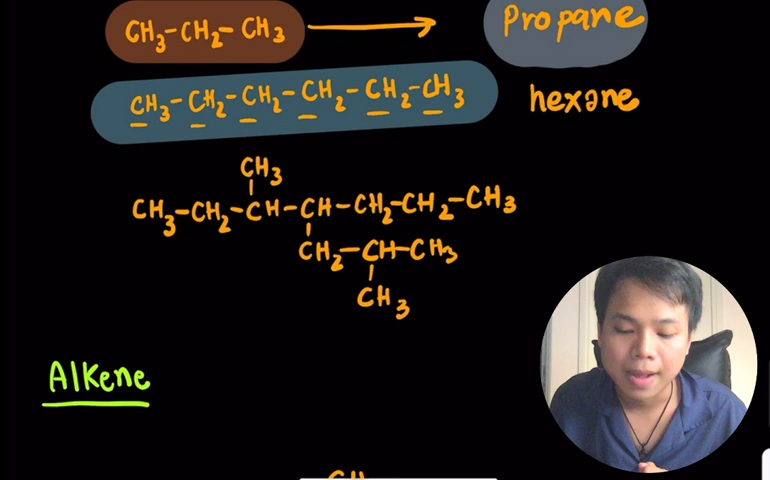 CH₃-CH₂-CH₃ → Propane
CH₃-CH₂-CH₂-CH₂-CH₂-CH₃ hexane
CH₃
CH₃-CH₂-CH-CH-CH₂-CH₂-CH₃
CH₂-CH-CH₃
CH₃
Alkene